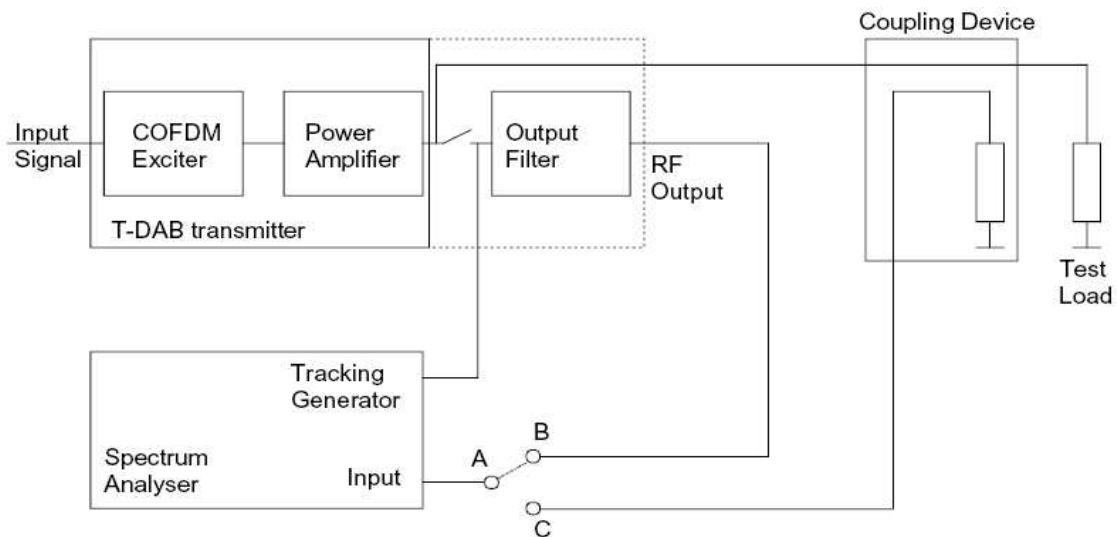 Coupling Device
Input
Signal
COFDM
Exciter
Power
Amplifier
Output
Filter
RF
Output
T-DAB transmitter
Test
Load
Tracking
Generator
Spectrum
Analyser
Input
A
B
C